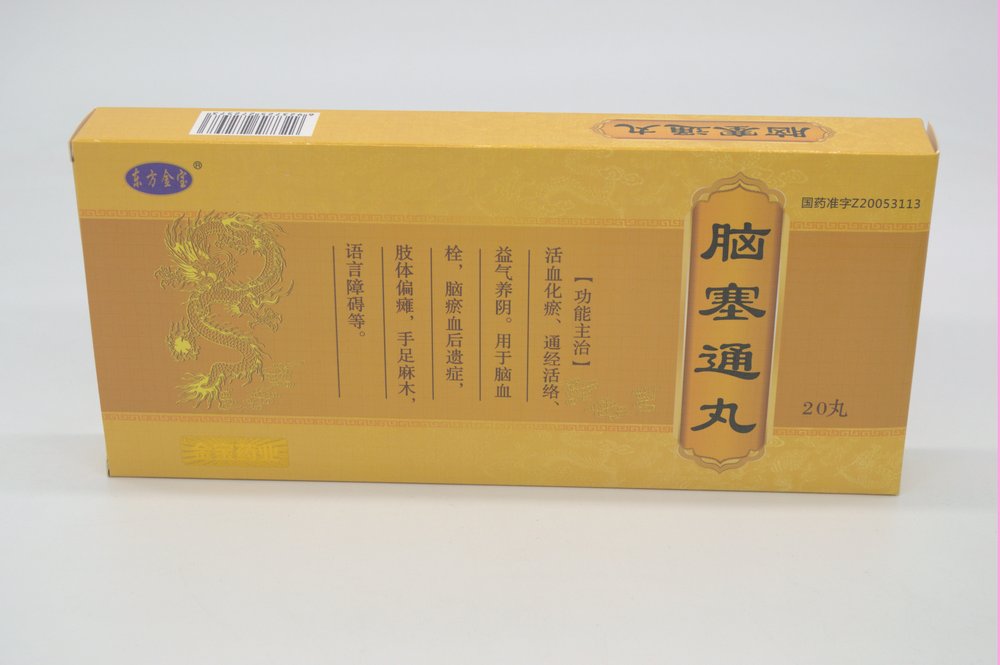 脑塞通丸
东方金宝®
国药准字Z20053113
脑塞通丸
20丸
【功能主治】
活血化瘀、通经活络、
益气养阴。用于脑血
栓，脑瘀血后遗症，
肢体偏瘫，手足麻木，
语言障碍等。